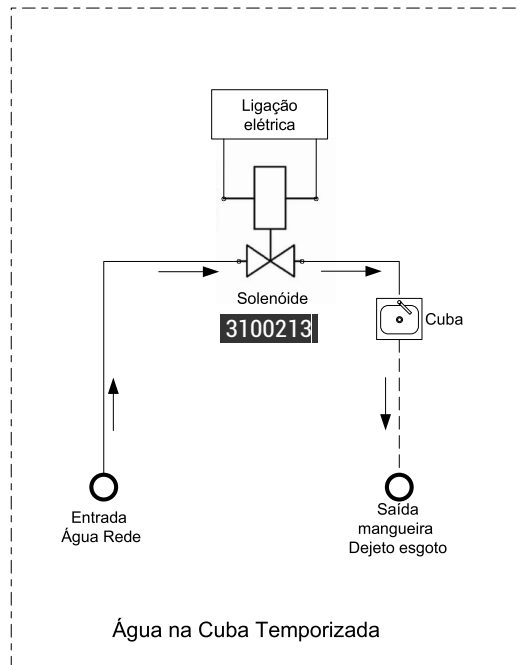 Ligação
elétrica
Solenóide
3100213
Cuba
Entrada
Água Rede
Saída
mangueira
Dejeto esgoto
Água na Cuba Temporizada